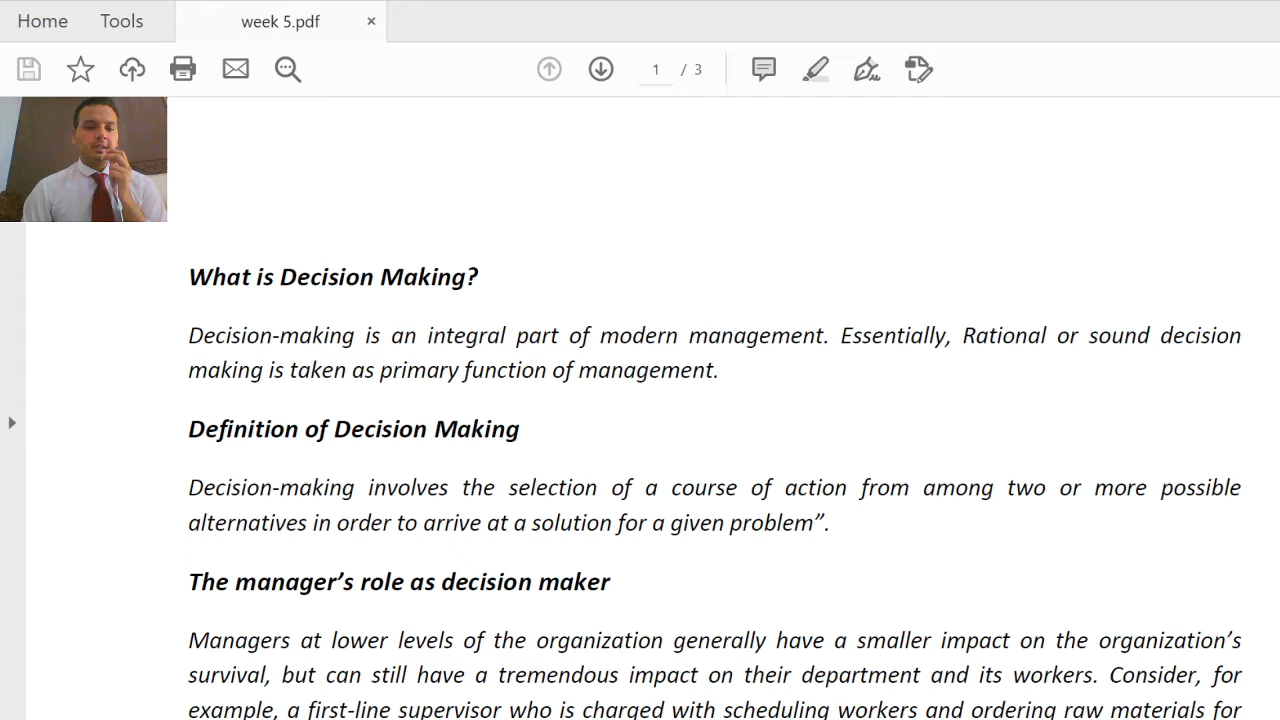 Home Tools week 5.pdf ×
1 / 3
What is Decision Making?
Decision-making is an integral part of modern management. Essentially, Rational or sound decision
making is taken as primary function of management.
Definition of Decision Making
Decision-making involves the selection of a course of action from among two or more possible
alternatives in order to arrive at a solution for a given problem”.
The manager’s role as decision maker
Managers at lower levels of the organization generally have a smaller impact on the organization’s
survival, but can still have a tremendous impact on their department and its workers. Consider, for
example, a first-line supervisor who is charged with scheduling workers and ordering raw materials for